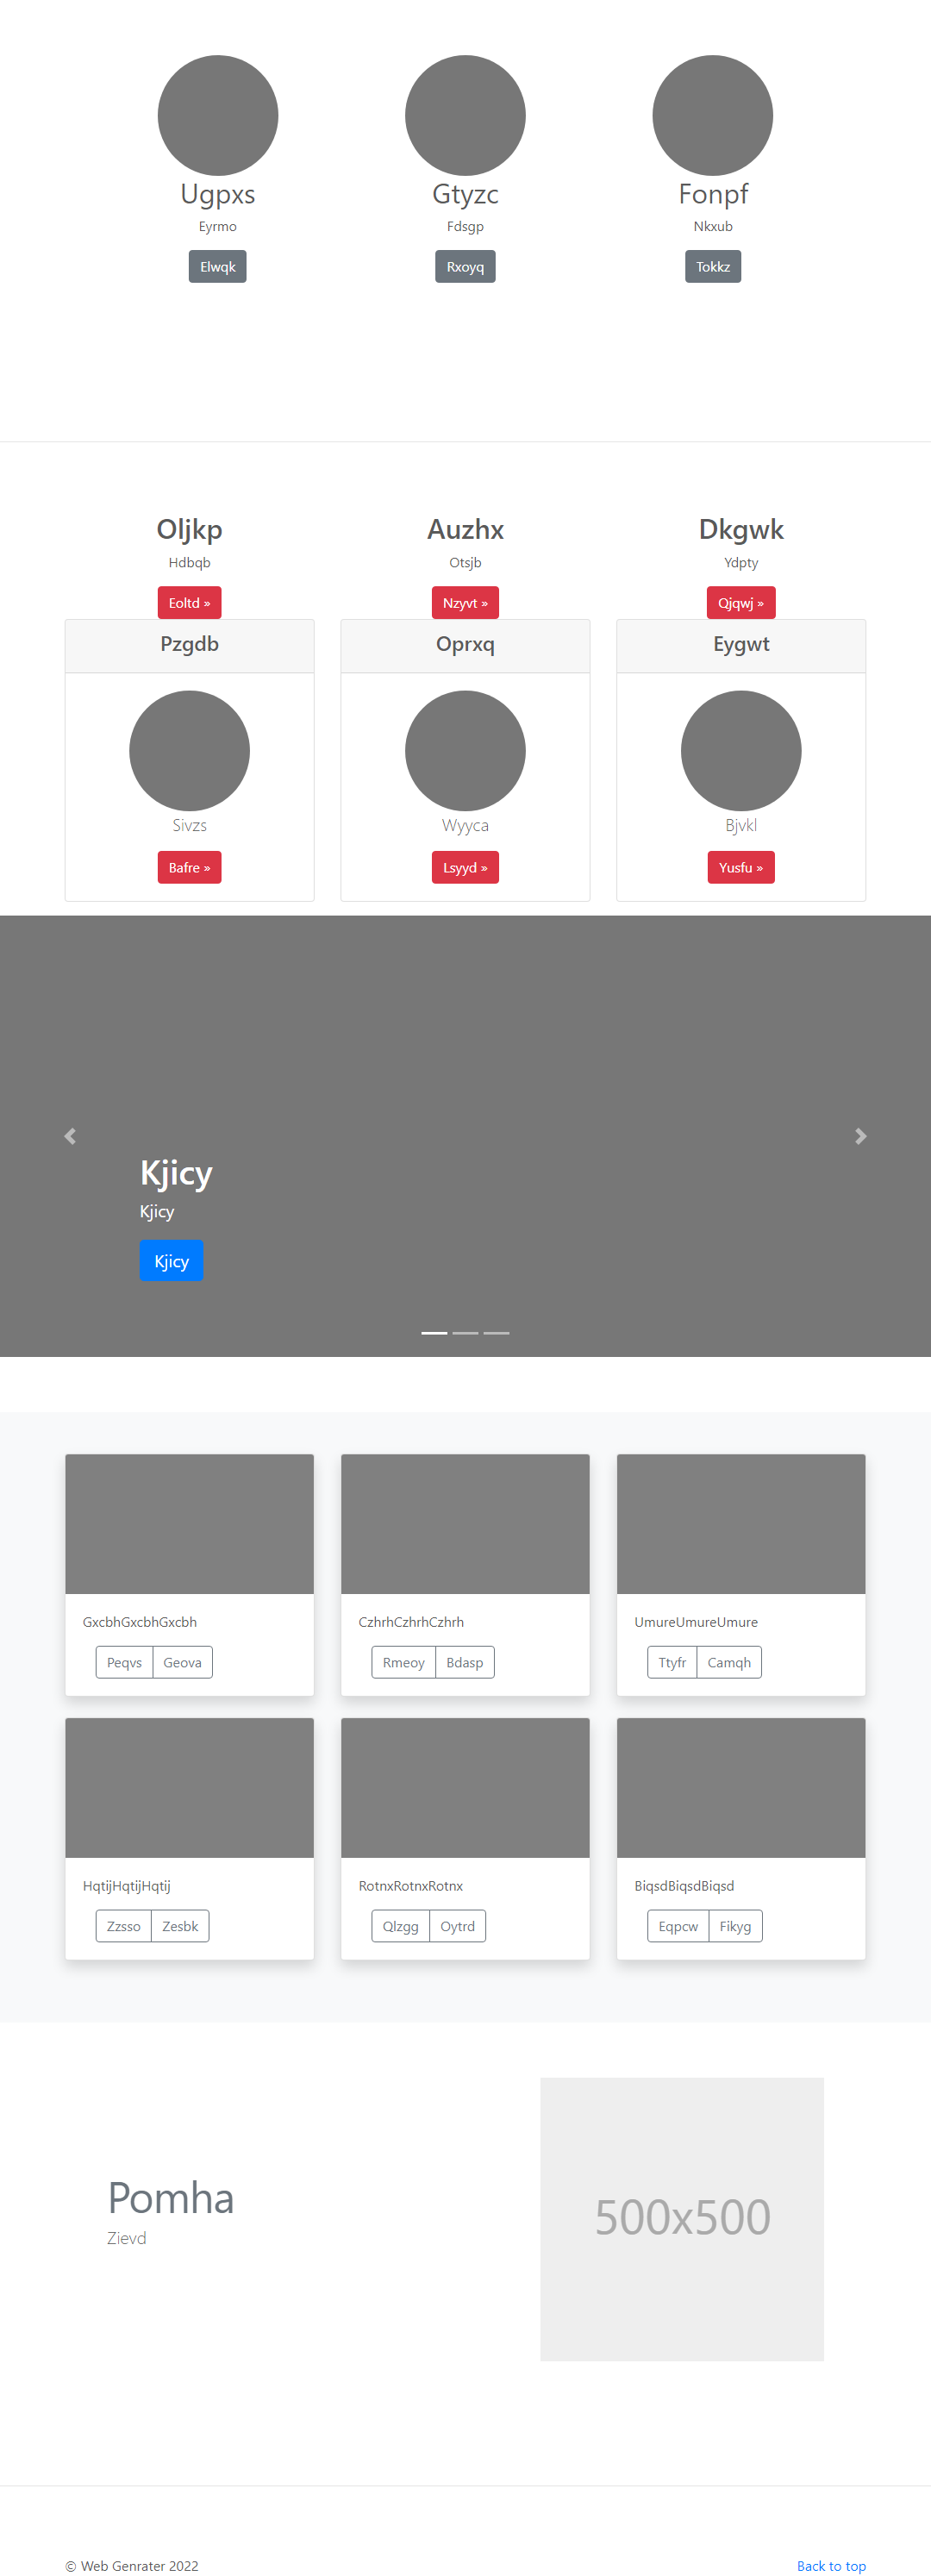 Ugpxs Gtyzc Fonpf
Eyrmo Fdsgp Nkxub
Elwqk Rxoyq Tokkz
Oljkp Auzhx Dkgwk
Hdbqb Otsjb Ydpty
Eoltd » Nzyvt » Qjqwj »
Pzgdb Oprxq Eygwt
Sivzs Wyyca Bjvkl
Bafre » Lsyyd » Yusfu »
Kjicy
Kjicy
Kjicy
GxcbhGxcbhGxcbh CzhrhCzhrhCzhrh UmureUmureUmure
Peqvs Geova Rmeoy Bdasp Ttyfr Camqh
HqtijHqtijHqtij RotnxRotnxRotnx BiqsdBiqsdBiqsd
Zzsso Zesbk Qlzgg Oytrd Eqpcw Fikyg
Pomha
Zievd
500x500
© Web Genrater 2022 Back to top